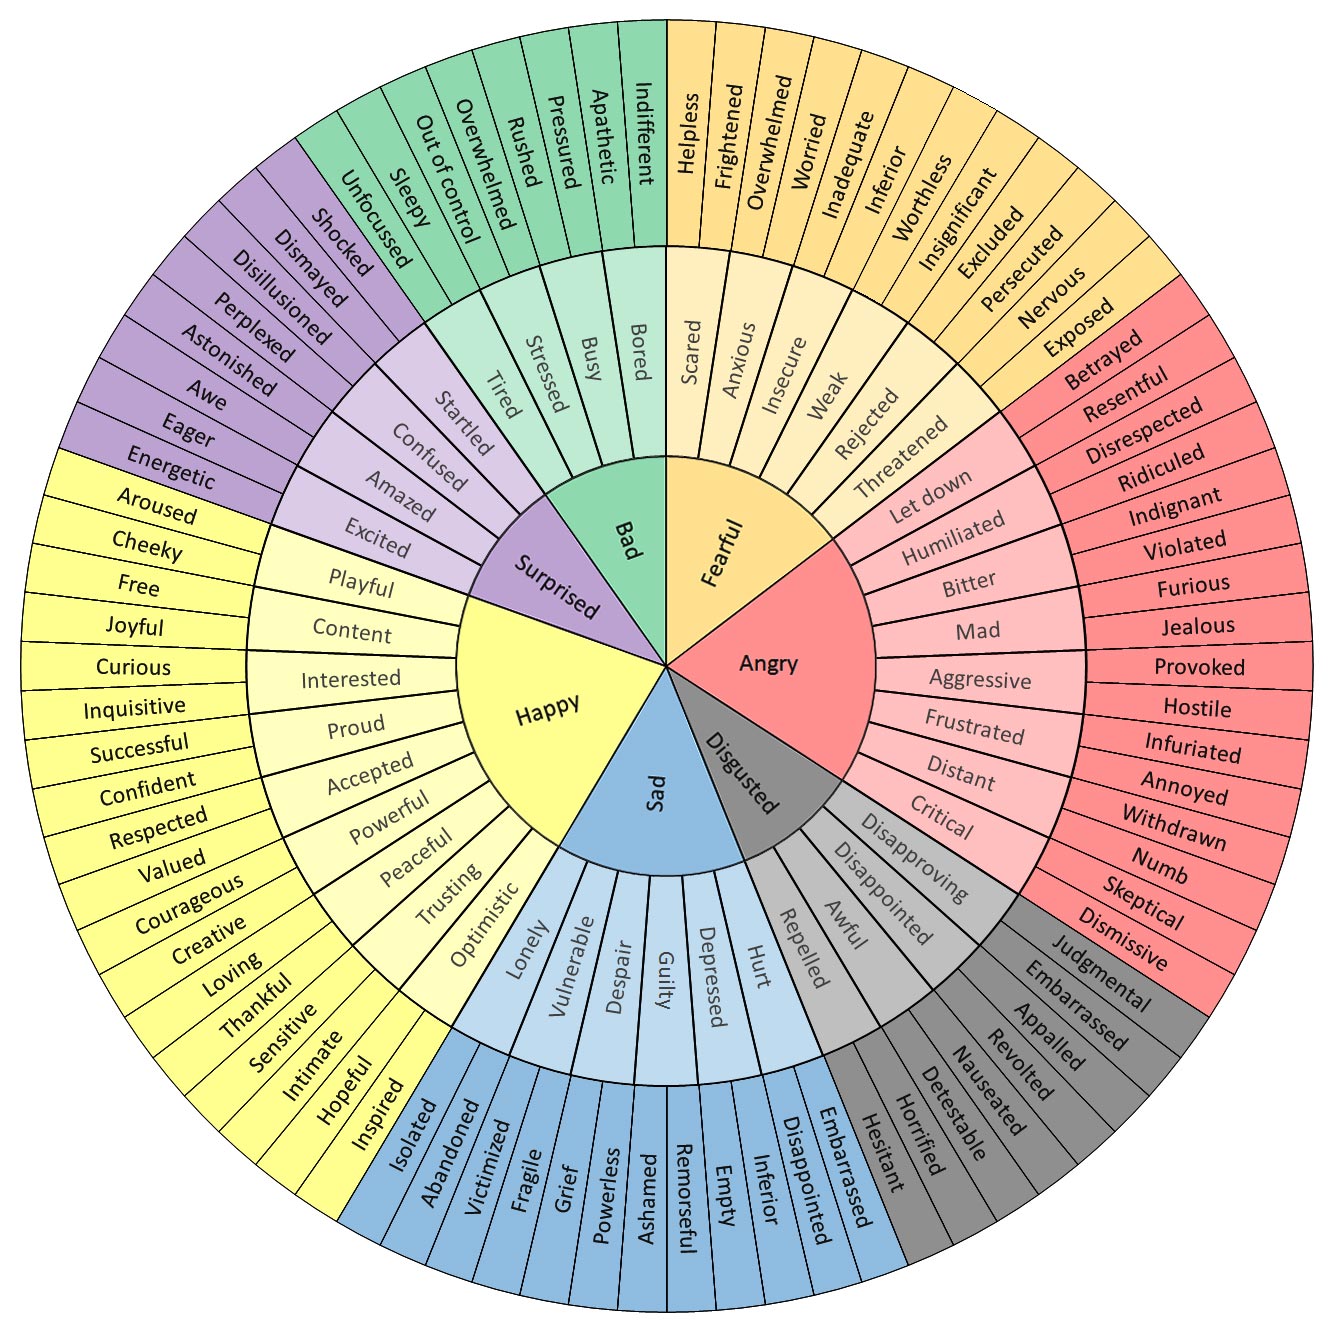 Fearful
Angry
Disgusted
Sad
Happy
Surprised
Bad
Scared
Anxious
Insecure
Weak
Rejected
Threatened
Let down
Humiliated
Bitter
Mad
Aggressive
Frustrated
Distant
Critical
Disapproving
Disappointed
Awful
Repelled
Hurt
Depressed
Guilty
Despair
Vulnerable
Lonely
Optimistic
Trusting
Peaceful
Powerful
Accepted
Proud
Interested
Content
Playful
Excited
Amazed
Confused
Startled
Tired
Stressed
Busy
Bored
Helpless
Frightened
Overwhelmed
Worried
Inadequate
Inferior
Worthless
Insignificant
Excluded
Persecuted
Nervous
Exposed
Betrayed
Resentful
Disrespected
Ridiculed
Indignant
Violated
Furious
Jealous
Provoked
Hostile
Infuriated
Annoyed
Withdrawn
Numb
Skeptical
Dismissive
Judgmental
Embarrassed
Appalled
Revolted
Nauseated
Detestable
Horrified
Hesitant
Embarrassed
Disappointed
Inferior
Empty
Remorseful
Ashamed
Powerless
Grief
Fragile
Victimized
Abandoned
Isolated
Inspired
Hopeful
Intimate
Sensitive
Thankful
Loving
Creative
Courageous
Valued
Respected
Confident
Successful
Inquisitive
Curious
Joyful
Free
Cheeky
Aroused
Energetic
Eager
Awe
Astonished
Perplexed
Disillusioned
Dismayed
Shocked
Unfocussed
Sleepy
Out of control
Overwhelmed
Rushed
Pressured
Apathetic
Indifferent